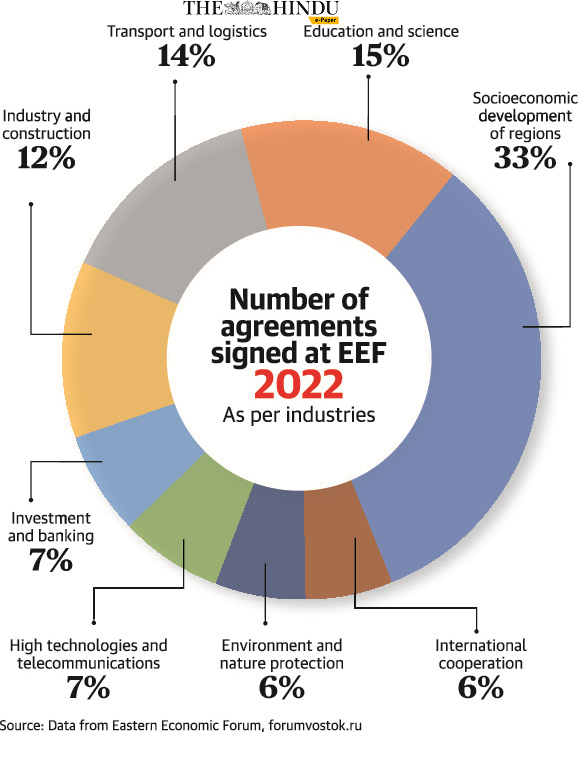 THE HINDU
e-Paper
Transport and logistics
14%
Education and science
15%
Socioeconomic
development
of regions
33%
Industry and
construction
12%
Number of
agreements
signed at EEF
2022
As per industries
Investment
and banking
7%
High technologies and
telecommunications
7%
Environment and
nature protection
6%
International
cooperation
6%
Source: Data from Eastern Economic Forum, forumvostok.ru